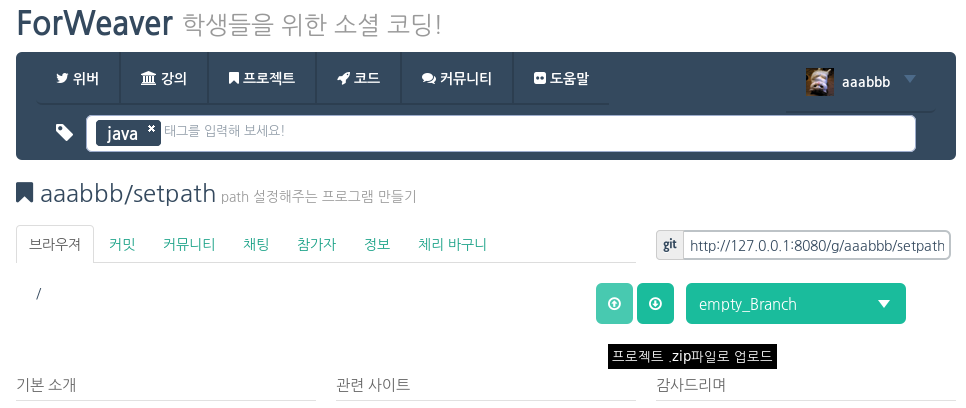 ForWeaver 학생들을 위한 소셜 코딩!
위버 강의 프로젝트 코드 커뮤니티 도움말 aaabbb
java × 태그를 입력해 보세요!
aaabbb/setpath path 설정해주는 프로그램 만들기
브라우져 커밋 커뮤니티 채팅 참가자 정보 체리 바구니 git http://127.0.0.1:8080/g/aaabbb/setpath
/ empty_Branch
프로젝트 .zip파일로 업로드
기본 소개 관련 사이트 감사드리며